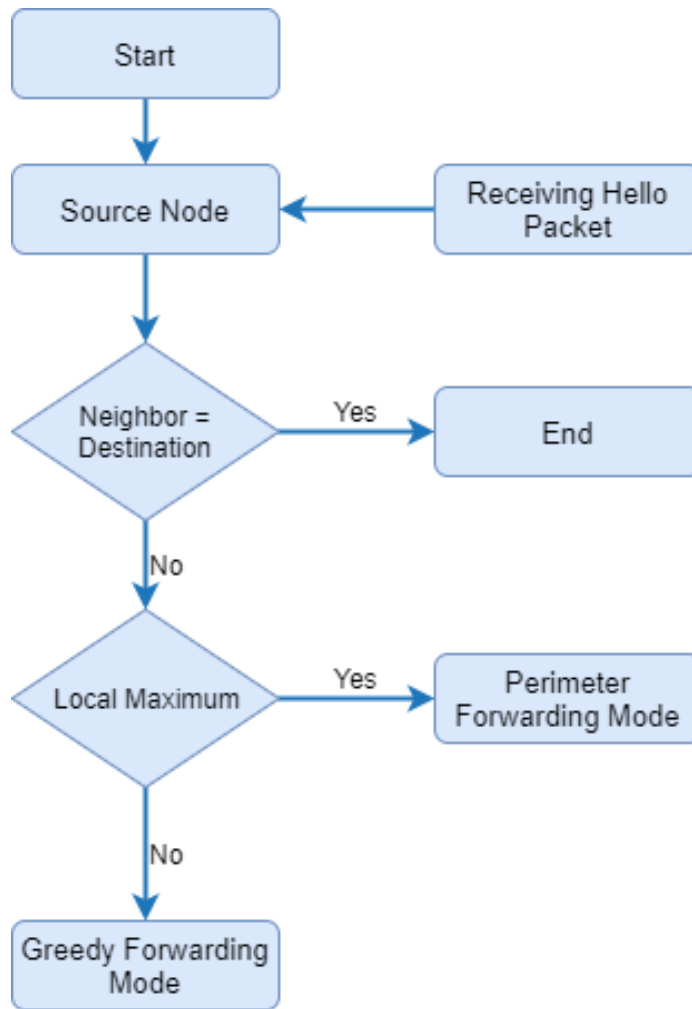 Start
Source Node
Receiving Hello
Packet
Neighbor =
Destination
Yes
End
No
Local Maximum
Yes
Perimeter
Forwarding Mode
No
Greedy Forwarding
Mode